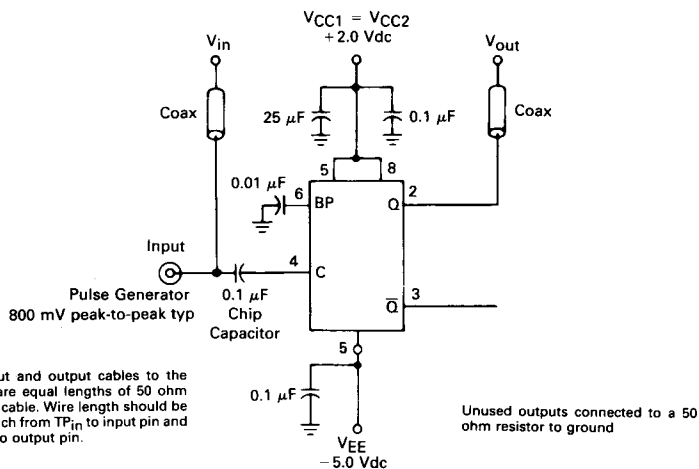 VCC1 = VCC2
+2.0 Vdc
Vin
Vout
Coax
25 µF
0.1 µF
Coax
5
8
0.01 µF
6
BP
2
Q
Input
4
C
Pulse Generator
800 mV peak-to-peak typ
0.1 µF
Chip
Capacitor
Q̅
3
5
0.1 µF
VEE
−5.0 Vdc
and output cables to the
are equal lengths of 50 ohm
cable. Wire length should be
from TPin to input pin and
output pin.
Unused outputs connected to a 50
ohm resistor to ground